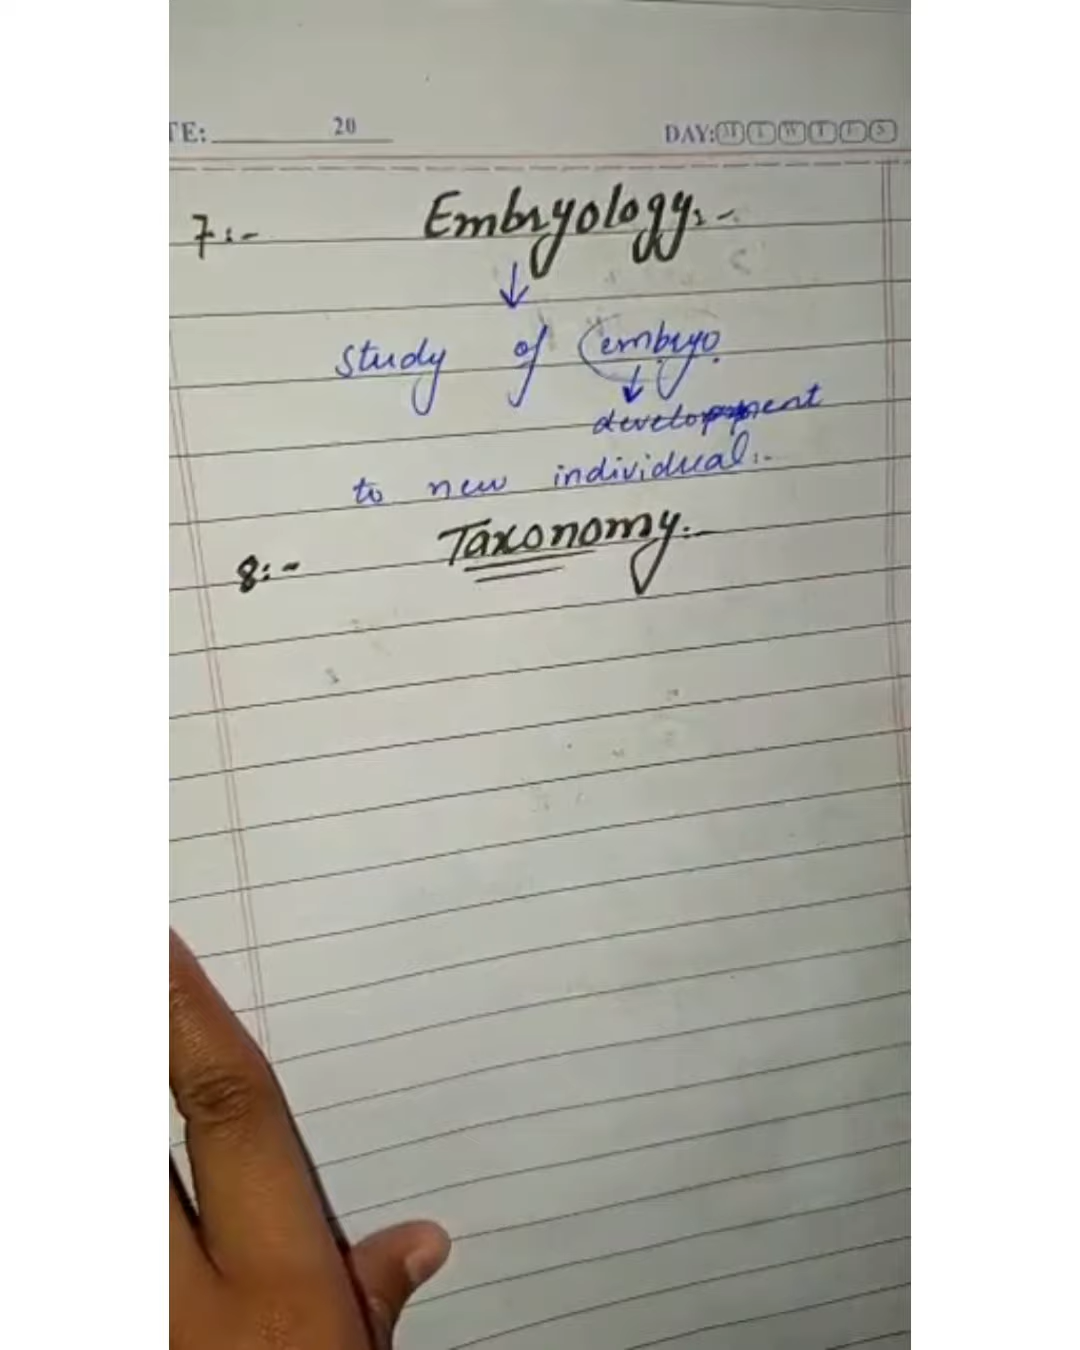 TE: 20 DAY: M T W T F S
7:- Embryology:-
↓
study of (embryo.
↓
development
to new individual:-
8:- Taxonomy:-